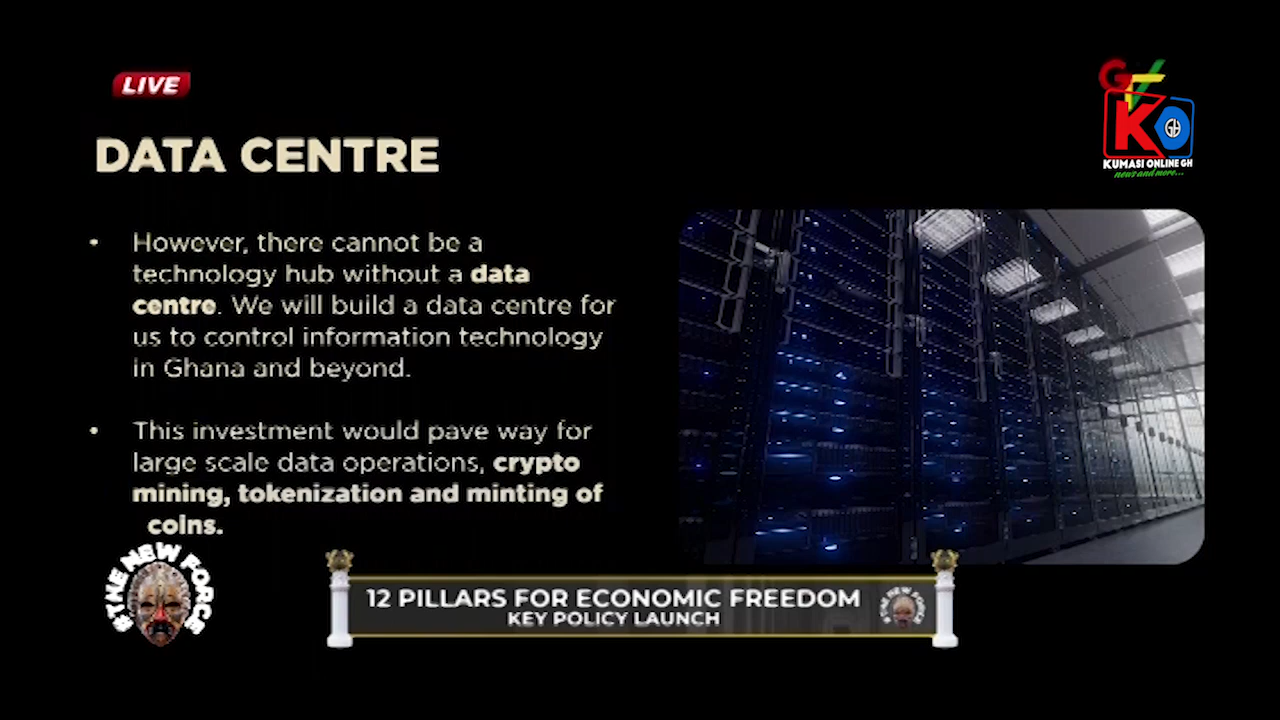 LIVE
GTV
KO
GH
KUMASI ONLINE GH
news and more...
DATA CENTRE
• However, there cannot be a
technology hub without a data
centre. We will build a data centre for
us to control information technology
in Ghana and beyond.
• This investment would pave way for
large scale data operations, crypto
mining, tokenization and minting of
coins.
#THE NEW FORCE
12 PILLARS FOR ECONOMIC FREEDOM
KEY POLICY LAUNCH